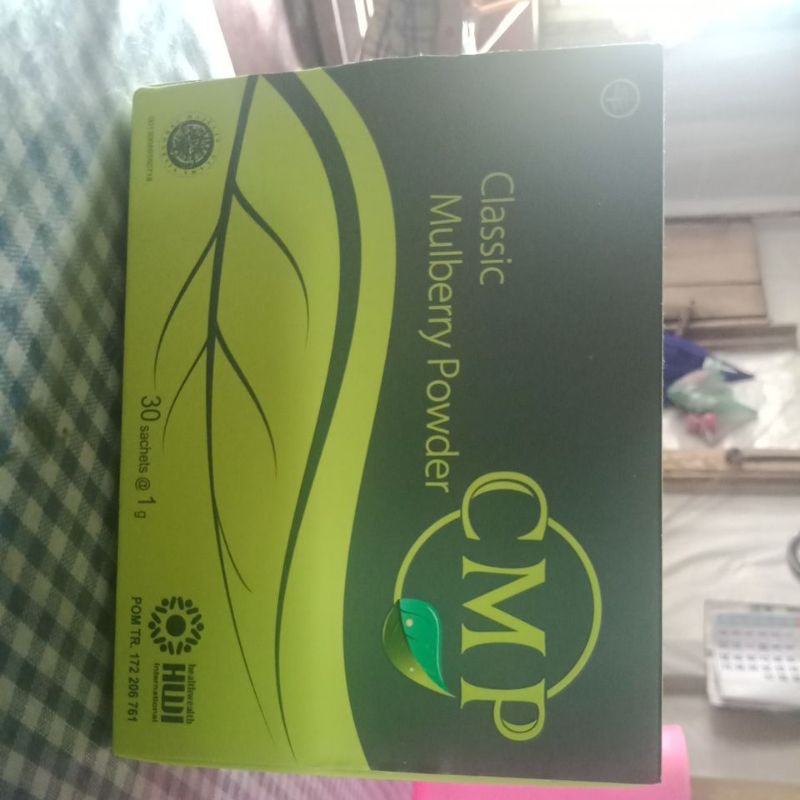 CMP
Classic
Mulberry Powder
30 sachets @ 1 g
healthwealth
International
HWI
POM TR. 172 206 761